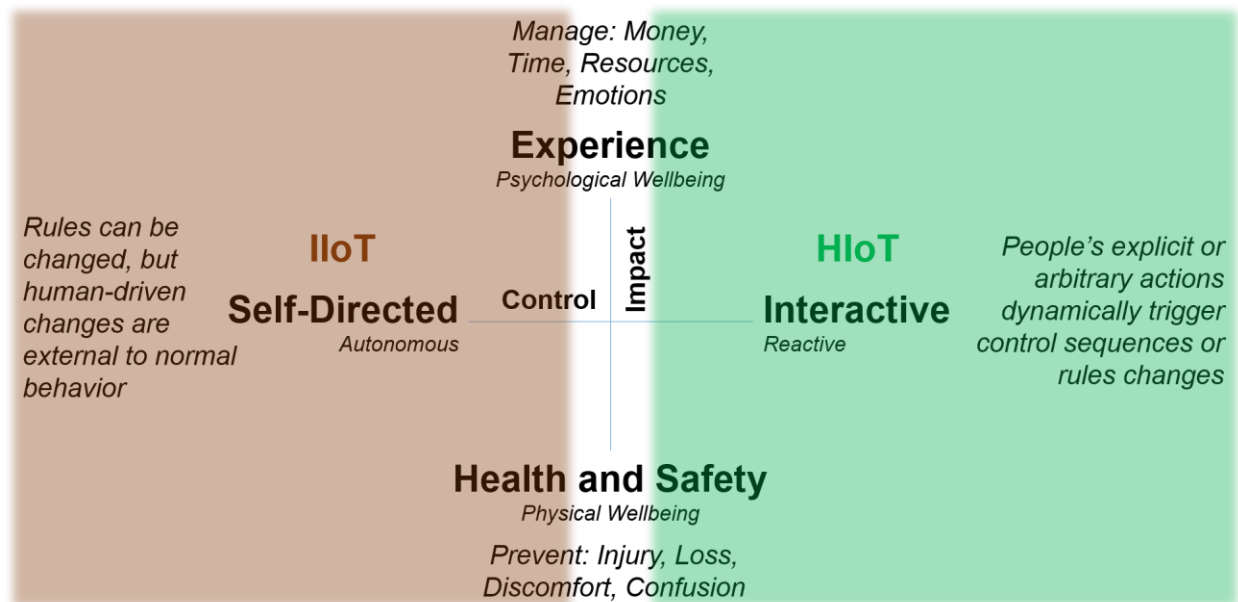 Manage: Money,
Time, Resources,
Emotions
Experience
Psychological Wellbeing
Rules can be
changed, but
human-driven
changes are
external to normal
behavior
IIoT
Self-Directed
Autonomous
Control
Impact
HIoT
Interactive
Reactive
People's explicit or
arbitrary actions
dynamically trigger
control sequences or
rules changes
Health and Safety
Physical Wellbeing
Prevent: Injury, Loss,
Discomfort, Confusion